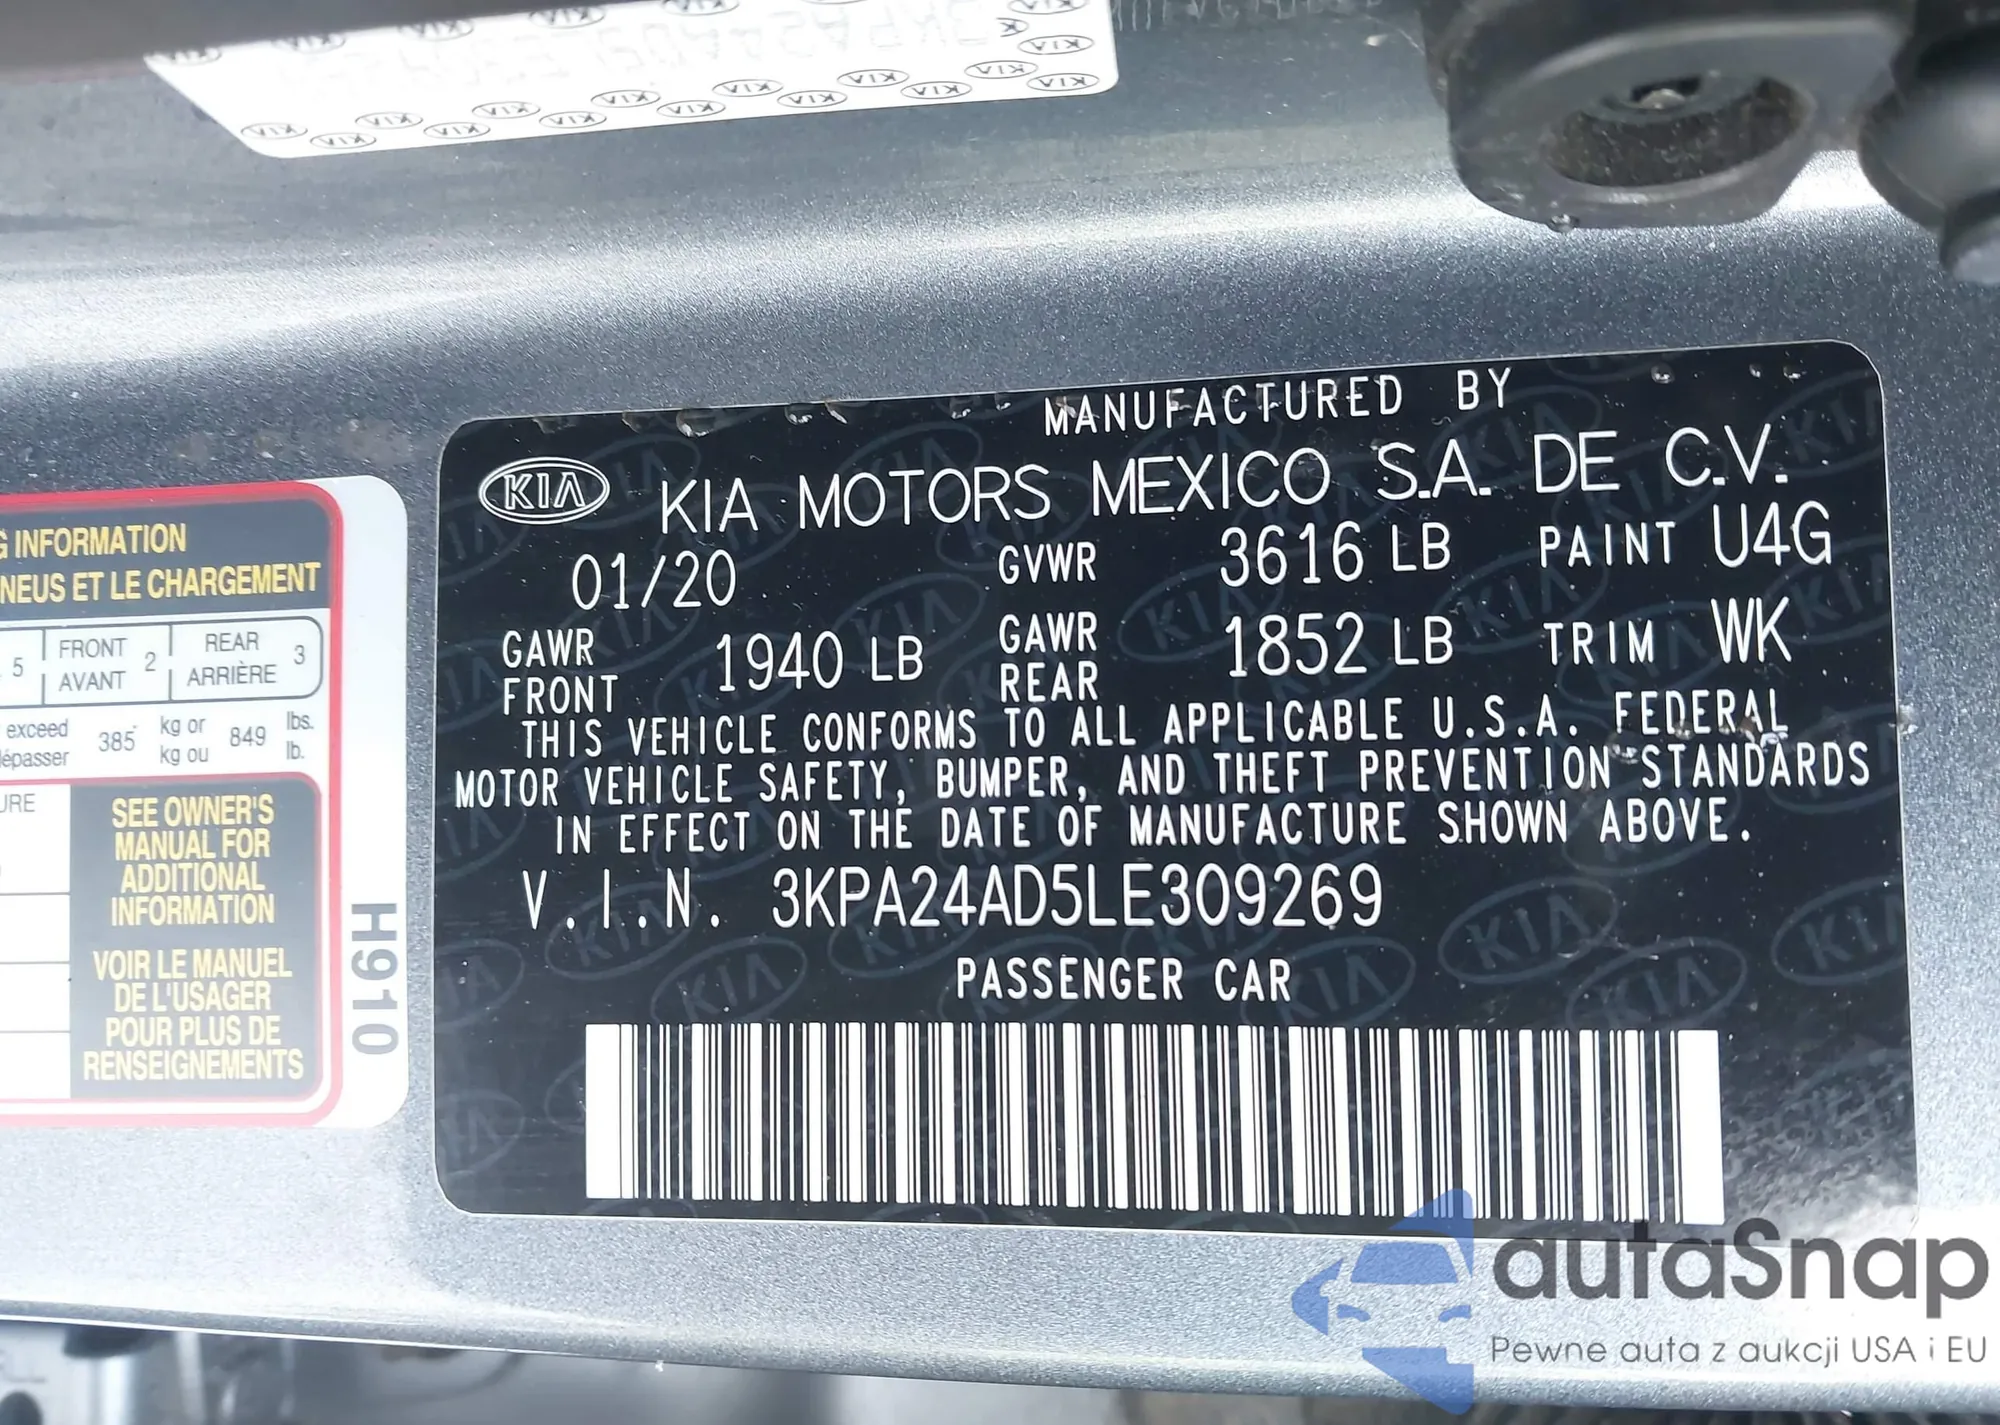 KIA
MANUFACTURED BY
KIA MOTORS MEXICO S.A. DE C.V.
01/20 GVWR 3616 LB PAINT U4G
GAWR FRONT 1940 LB GAWR REAR 1852 LB TRIM WK
THIS VEHICLE CONFORMS TO ALL APPLICABLE U.S.A. FEDERAL
MOTOR VEHICLE SAFETY, BUMPER, AND THEFT PREVENTION STANDARDS
IN EFFECT ON THE DATE OF MANUFACTURE SHOWN ABOVE.
V.I.N. 3KPA24AD5LE309269
PASSENGER CAR
G INFORMATION
NEUS ET LE CHARGEMENT
5 FRONT AVANT 2 REAR ARRIÈRE 3
exceed 385 kg or 849 lbs.
dépasser kg ou lb.
URE
SEE OWNER'S
MANUAL FOR
ADDITIONAL
INFORMATION
VOIR LE MANUEL
DE L'USAGER
POUR PLUS DE
RENSEIGNEMENTS
H910
autaSnap
Pewne auta z aukcji USA i EU